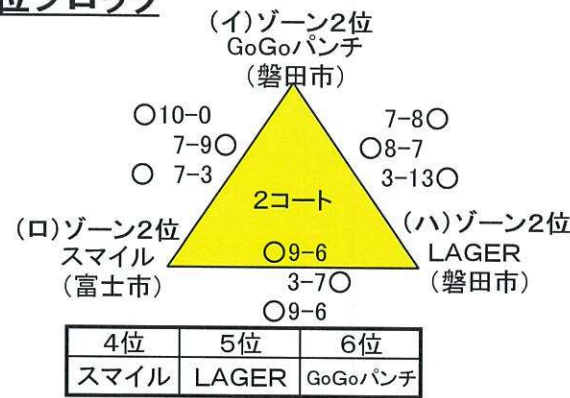 位ブロック
(イ)ゾーン2位
GoGoパンチ
(磐田市)
○10-0
7-9○
○ 7-3
7-8○
○8-7
3-13○
2コート
(ロ)ゾーン2位
スマイル
(富士市)
(ハ)ゾーン2位
LAGER
(磐田市)
○9-6
3-7○
○9-6
4位 5位 6位
スマイル LAGER GoGoパンチ